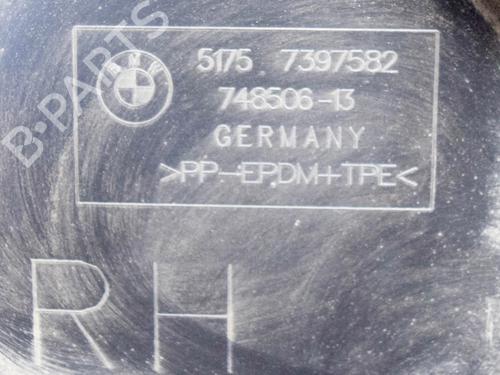 BMW
5175 7397582
748506-13
GERMANY
>PP-EPDM+TPE<
RH
B-PARTS